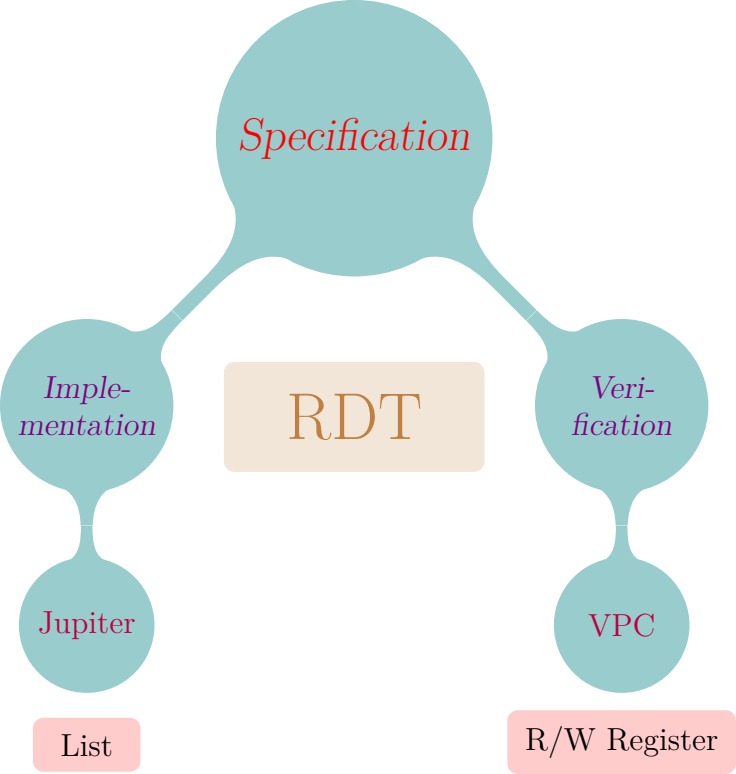 Specification
Imple-
mentation
Veri-
fication
RDT
Jupiter
VPC
List
R/W Register